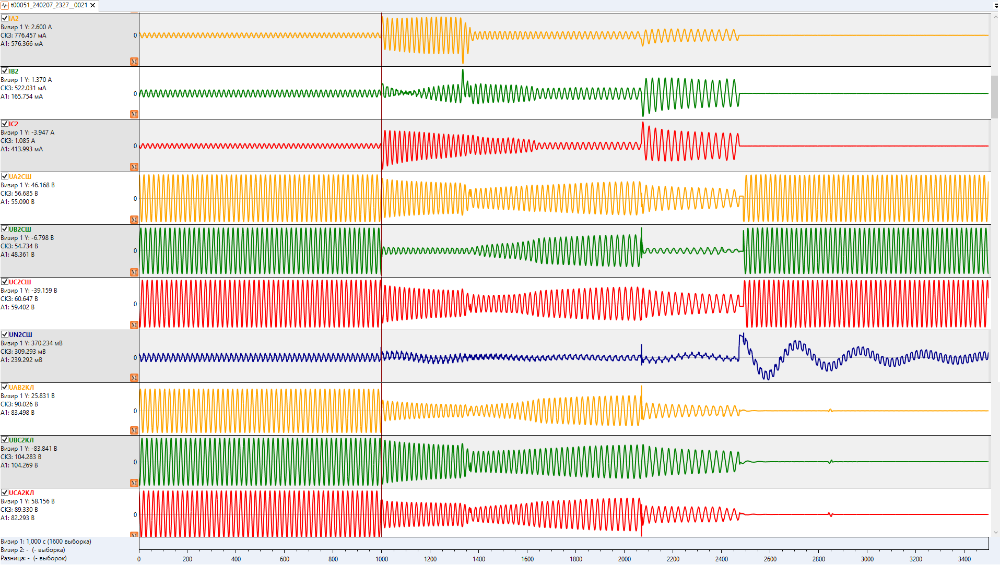 t00051_240207_2327__0021
IA2
Визир 1 Y: 2.600 А
СКЗ: 776.457 мА
A1: 576.366 мА
0
M
IB2
Визир 1 Y: 1.370 А
СКЗ: 522.031 мА
A1: 165.754 мА
0
M
IC2
Визир 1 Y: -3.947 А
СКЗ: 1.085 А
A1: 413.993 мА
0
M
UA2СШ
Визир 1 Y: 46.168 В
СКЗ: 56.685 В
A1: 55.090 В
0
M
UB2СШ
Визир 1 Y: -6.798 В
СКЗ: 54.734 В
A1: 48.361 В
0
M
UC2СШ
Визир 1 Y: -39.159 В
СКЗ: 60.647 В
A1: 59.402 В
0
M
UN2СШ
Визир 1 Y: 370.234 мВ
СКЗ: 309.293 мВ
A1: 239.292 мВ
0
M
UAB2КЛ
Визир 1 Y: 25.831 В
СКЗ: 90.026 В
A1: 83.498 В
0
M
UBC2КЛ
Визир 1 Y: -83.841 В
СКЗ: 104.283 В
A1: 104.269 В
0
M
UCA2КЛ
Визир 1 Y: 58.156 В
СКЗ: 89.330 В
A1: 82.293 В
0
M
Визир 1: 1,000 с (1600 выборка)
Визир 2: - (- выборка)
Разница: - (- выборок)
0 200 400 600 800 1000 1200 1400 1600 1800 2000 2200 2400 2600 2800 3000 3200 3400